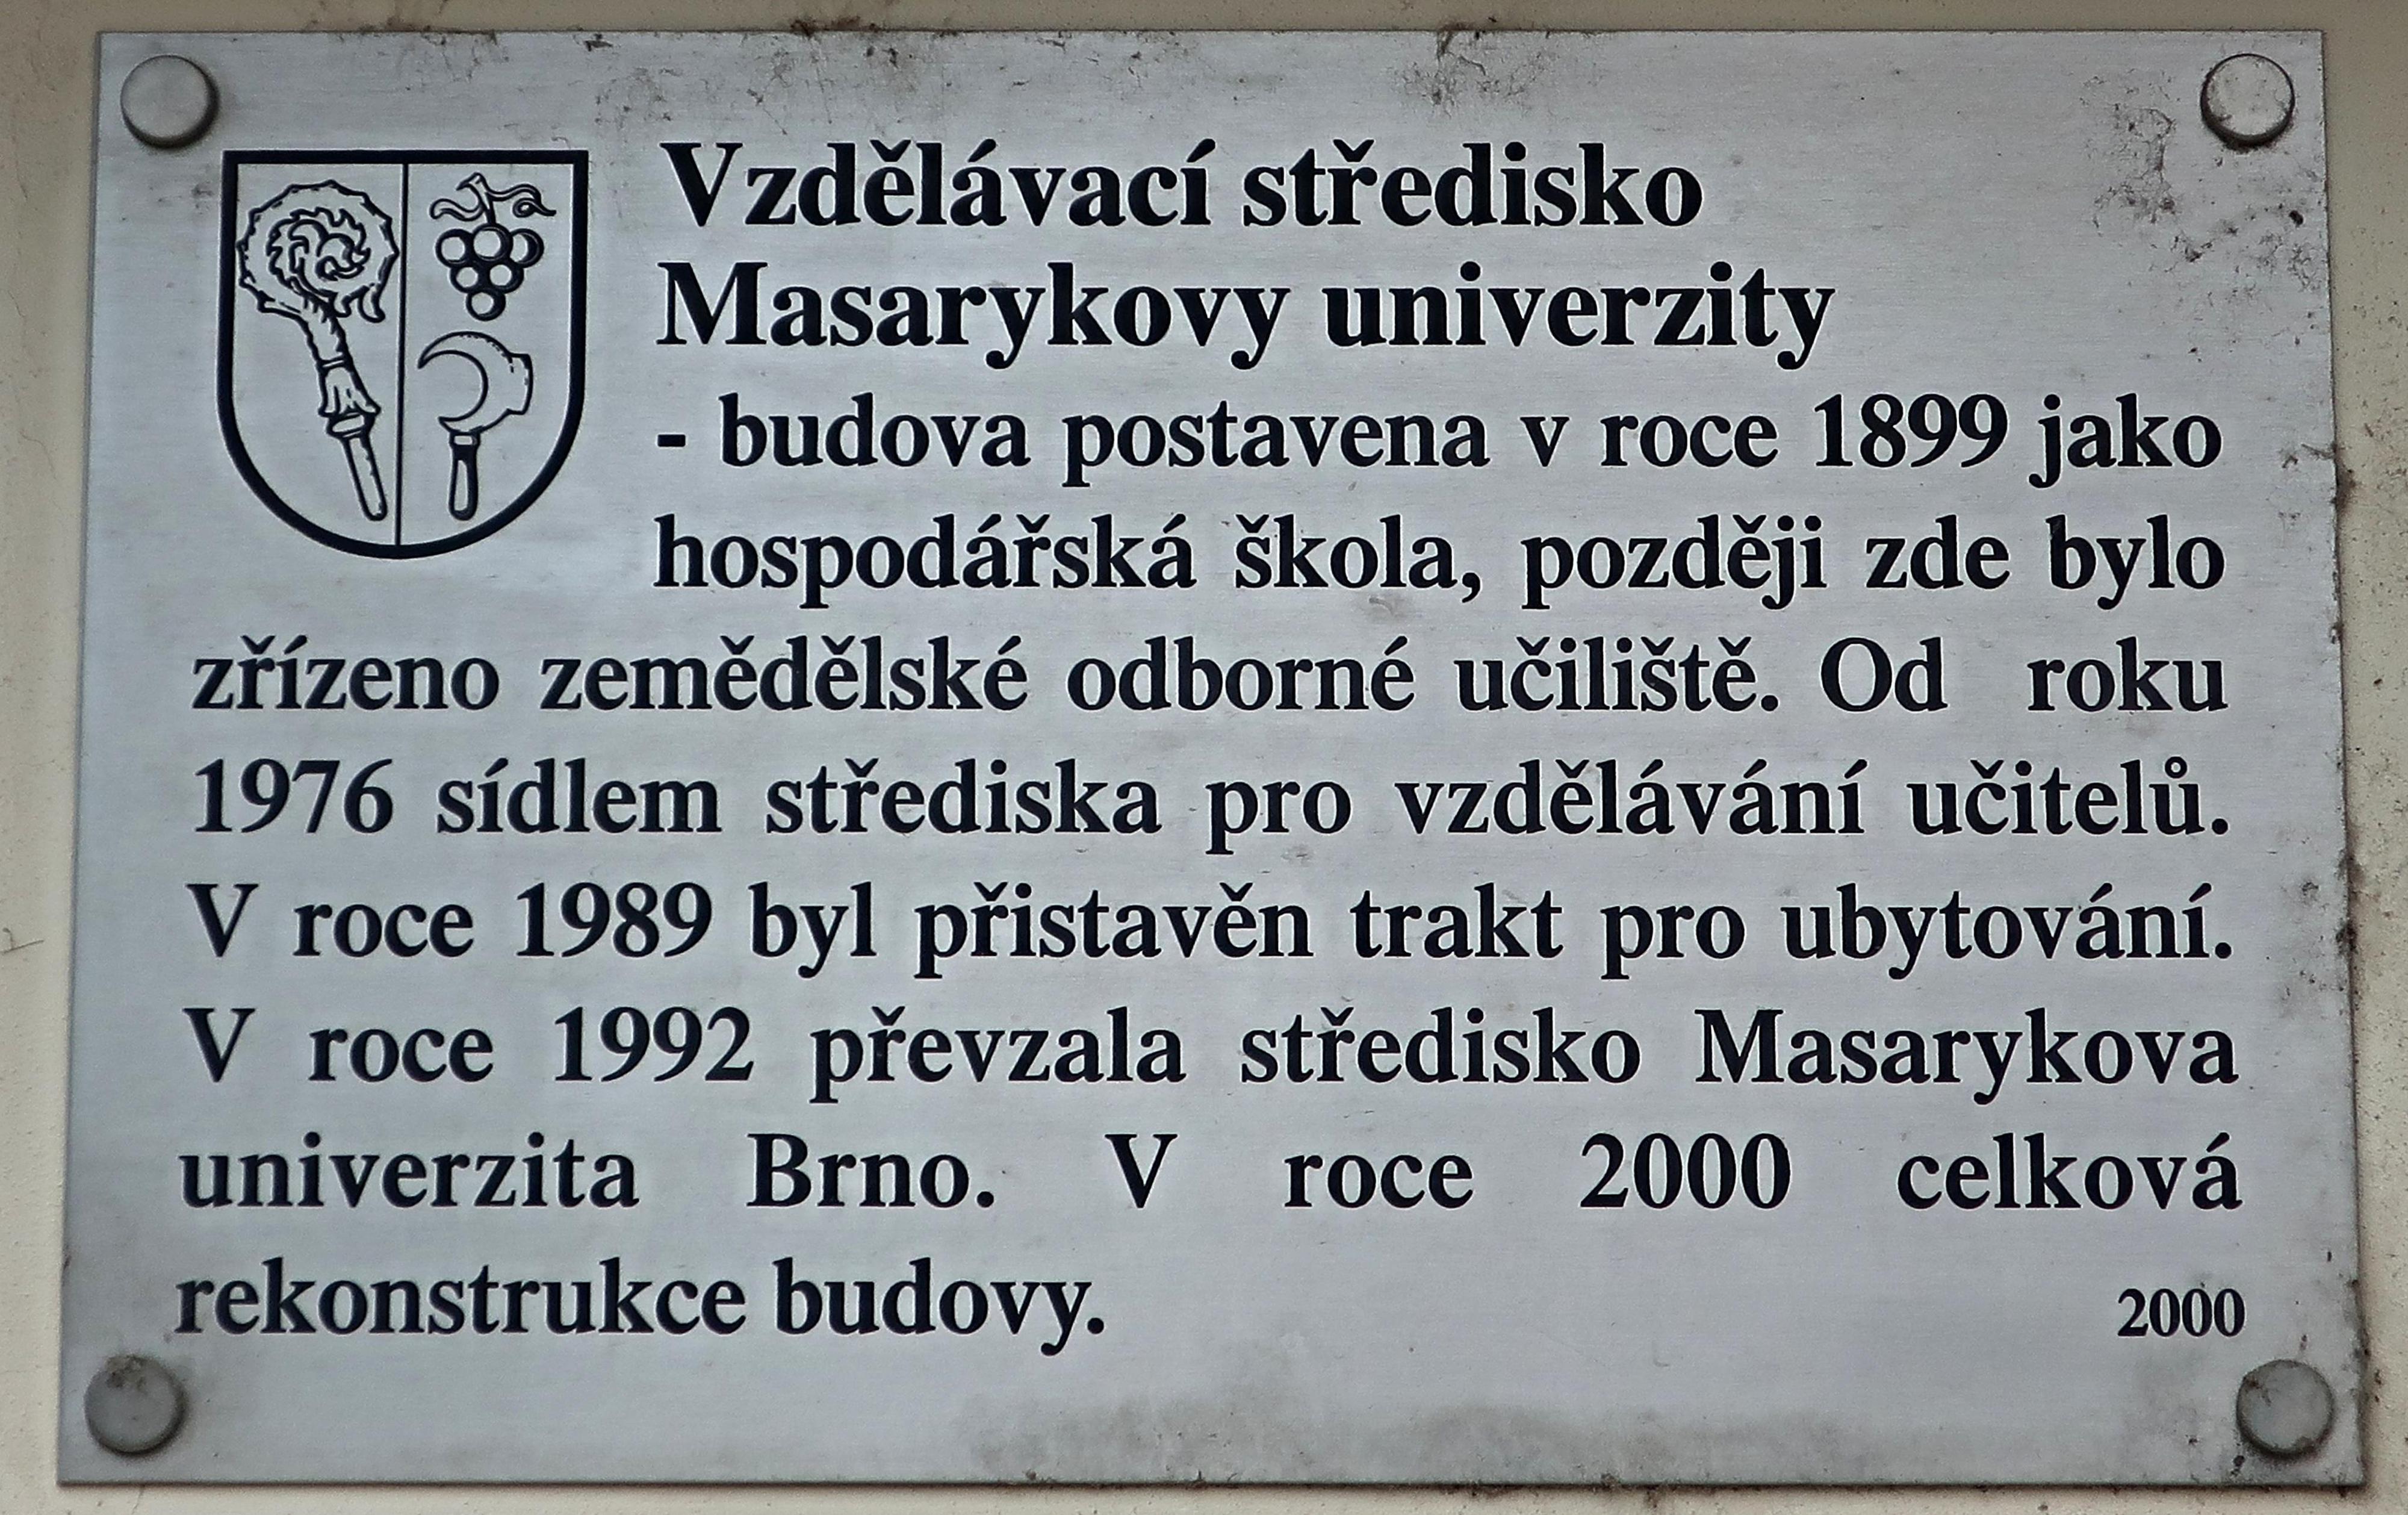 Vzdělávací středisko
Masarykovy univerzity
- budova postavena v roce 1899 jako
hospodářská škola, později zde bylo
zřízeno zemědělské odborné učiliště. Od roku
1976 sídlem střediska pro vzdělávání učitelů.
V roce 1989 byl přistavěn trakt pro ubytování.
V roce 1992 převzala středisko Masarykova
univerzita Brno. V roce 2000 celková
rekonstrukce budovy.
2000